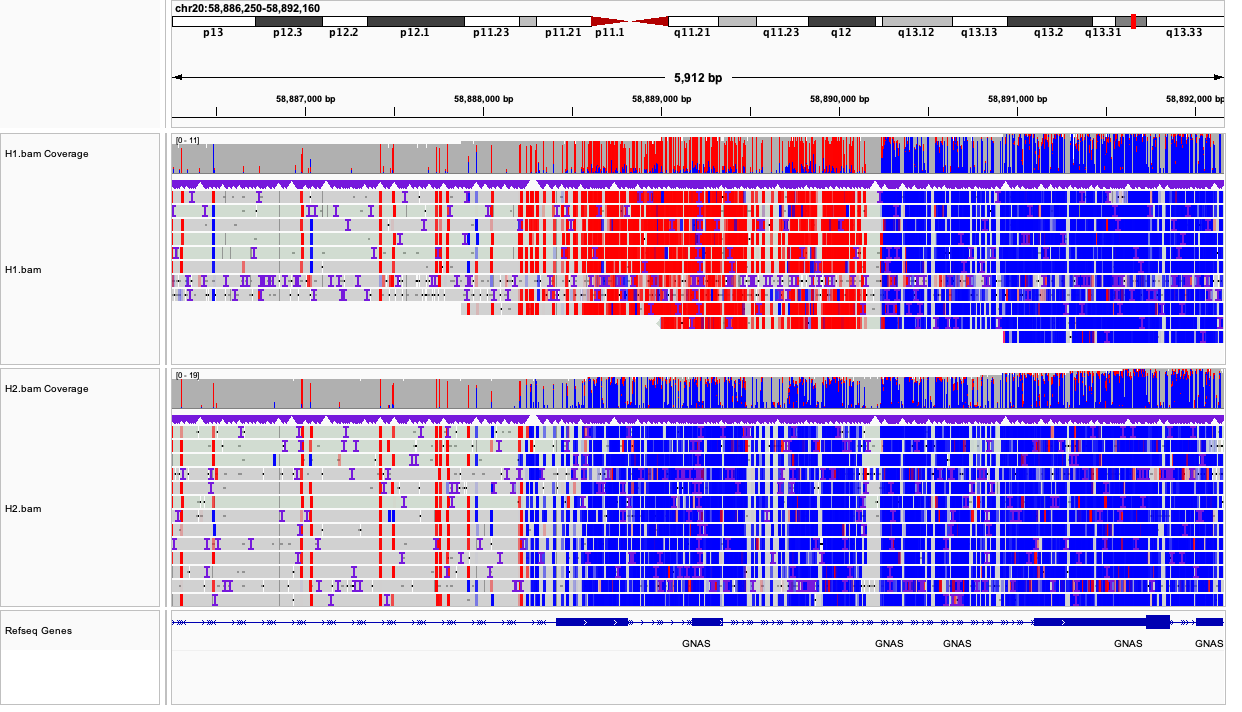 chr20:58,886,250-58,892,160
p13 p12.3 p12.2 p12.1 p11.23 p11.21 p11.1 q11.21 q11.23 q12 q13.12 q13.13 q13.2 q13.31 q13.33
5,912 bp
58,887,000 bp 58,888,000 bp 58,889,000 bp 58,890,000 bp 58,891,000 bp 58,892,000 bp
[0 - 11]
H1.bam Coverage
H1.bam
[0 - 19]
H2.bam Coverage
H2.bam
Refseq Genes
GNAS GNAS GNAS GNAS GNAS